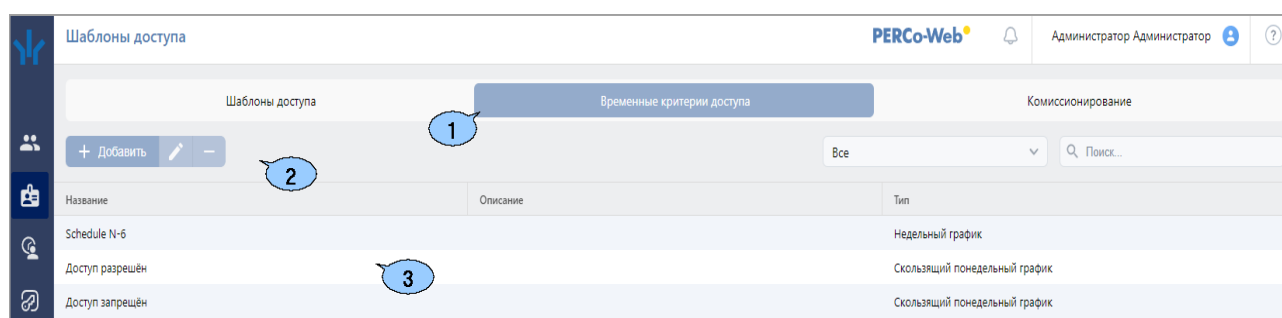 Шаблоны доступа PERCo-Web Администратор Администратор ?
Шаблоны доступа Временные критерии доступа Комиссионирование
1
+ Добавить − Все Поиск...
2
Название Описание Тип
Schedule N-6 Недельный график
Доступ разрешён Скользящий понедельный график
3
Доступ запрещён Скользящий понедельный график